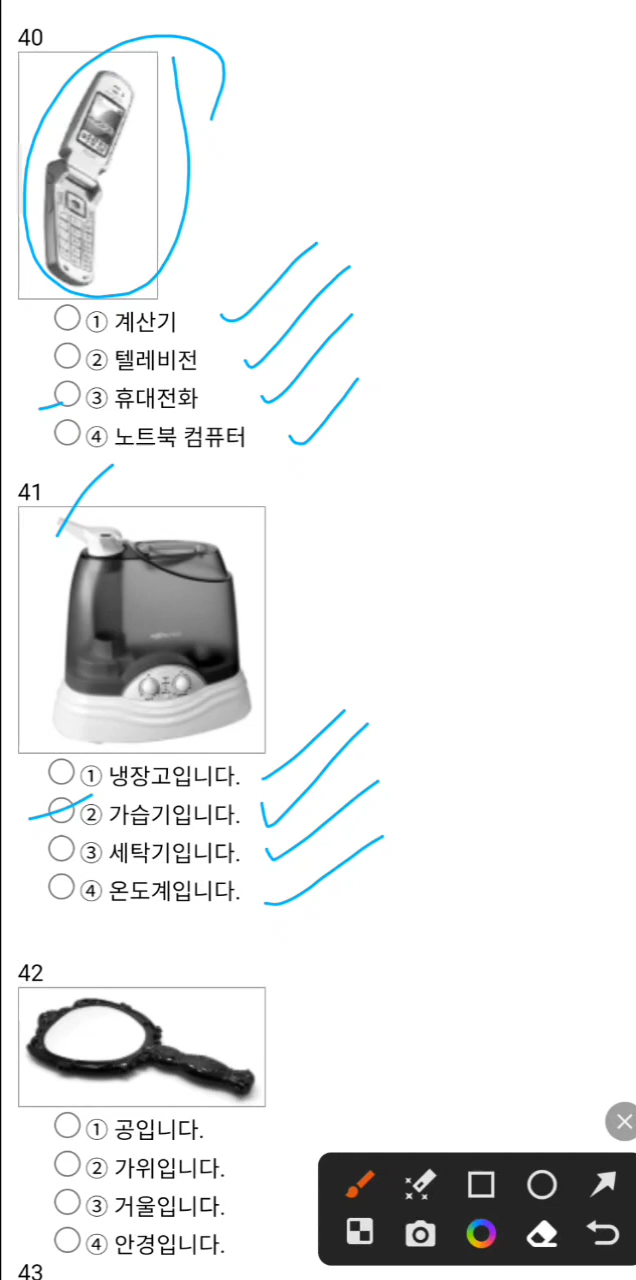 40
① 계산기
② 텔레비전
③ 휴대전화
④ 노트북 컴퓨터
41
① 냉장고입니다.
② 가습기입니다.
③ 세탁기입니다.
④ 온도계입니다.
42
① 공입니다.
② 가위입니다.
③ 거울입니다.
④ 안경입니다.
43